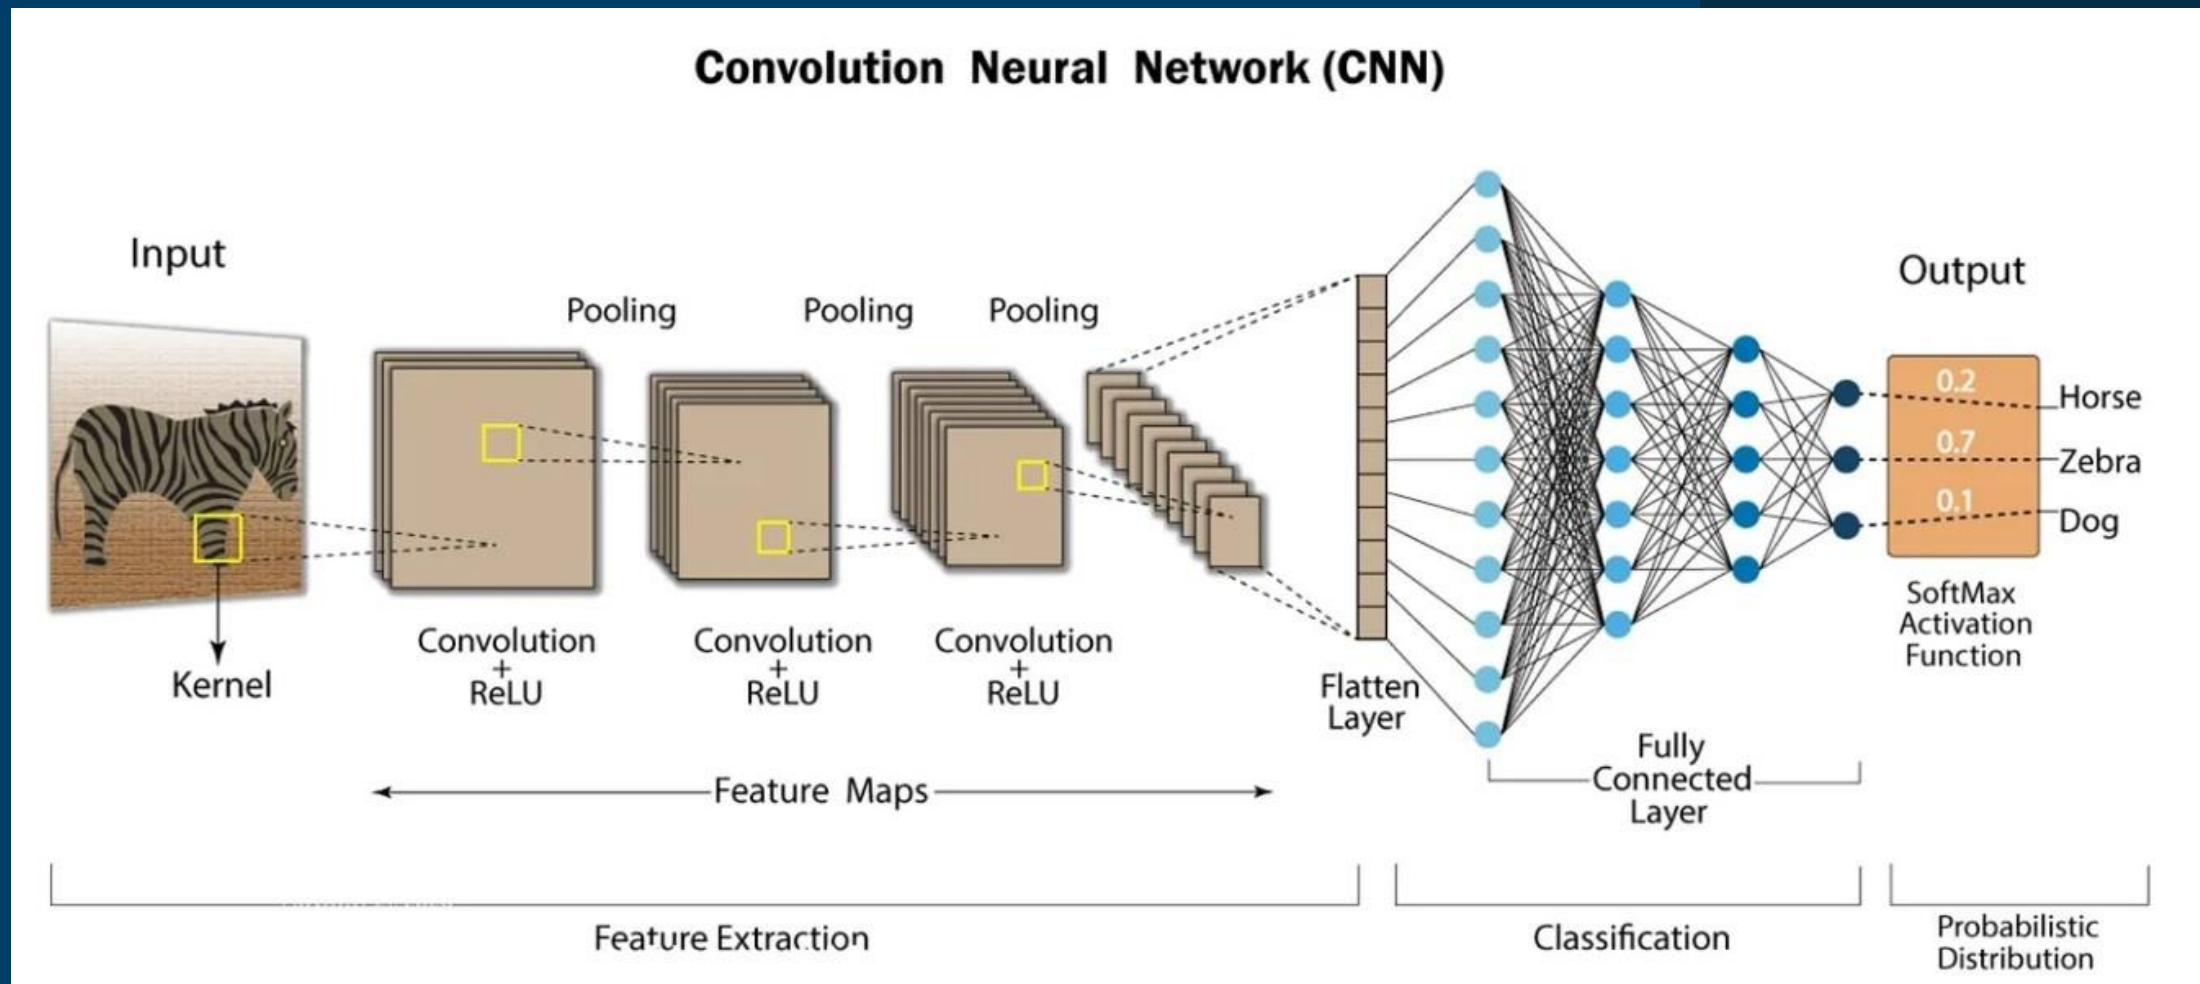 Convolution Neural Network (CNN)
Input
Kernel
Pooling
Pooling
Pooling
Convolution
+
ReLU
Convolution
+
ReLU
Convolution
+
ReLU
Feature Maps
Flatten
Layer
Fully
Connected
Layer
Output
0.2
Horse
0.7
Zebra
0.1
Dog
SoftMax
Activation
Function
Feature Extraction
Classification
Probabilistic
Distribution